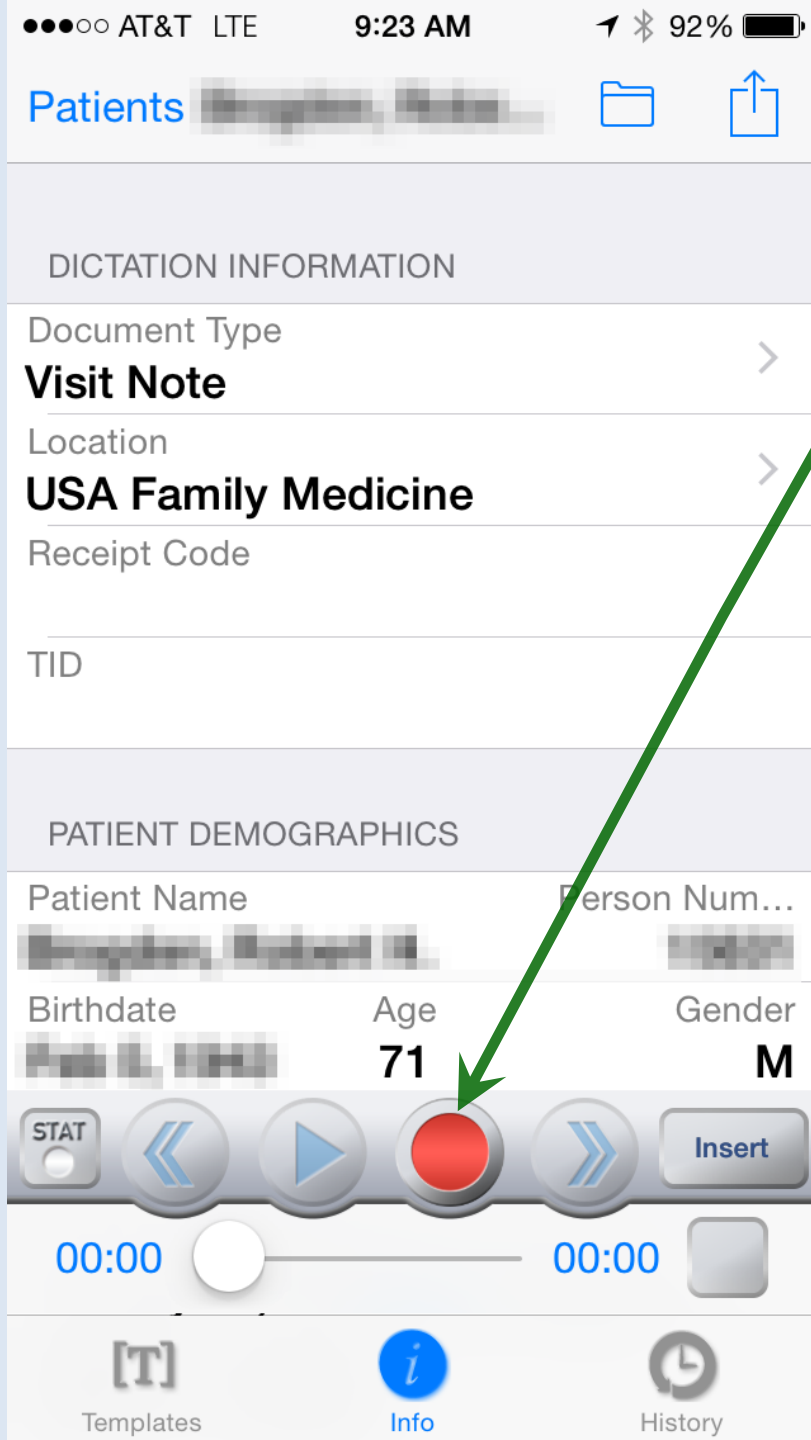 AT&T LTE 9:23 AM 92%
Patients
DICTATION INFORMATION
Document Type
Visit Note
Location
USA Family Medicine
Receipt Code
TID
PATIENT DEMOGRAPHICS
Patient Name Person Num...
Birthdate Age Gender
71 M
STAT Insert
00:00 00:00
[T] i
Templates Info History